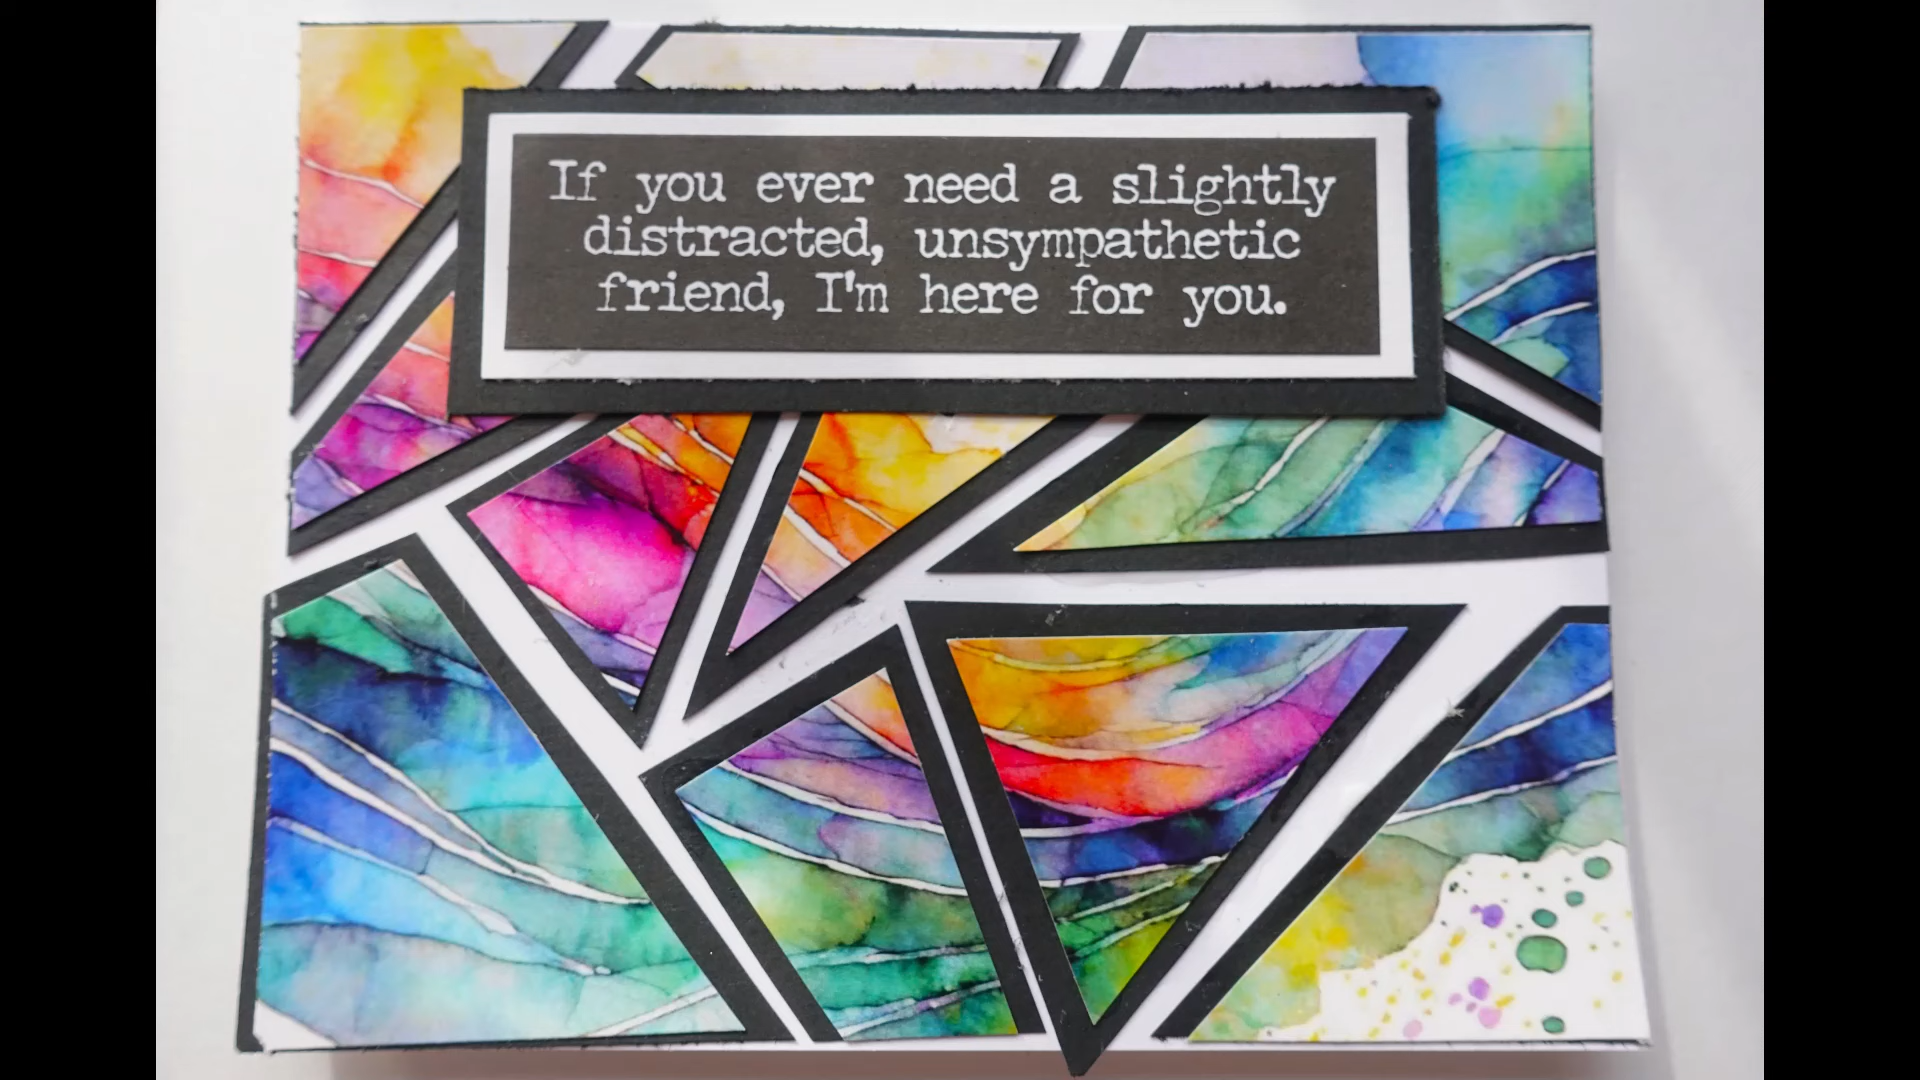 If you ever need a slightly
distracted, unsympathetic
friend, I'm here for you.